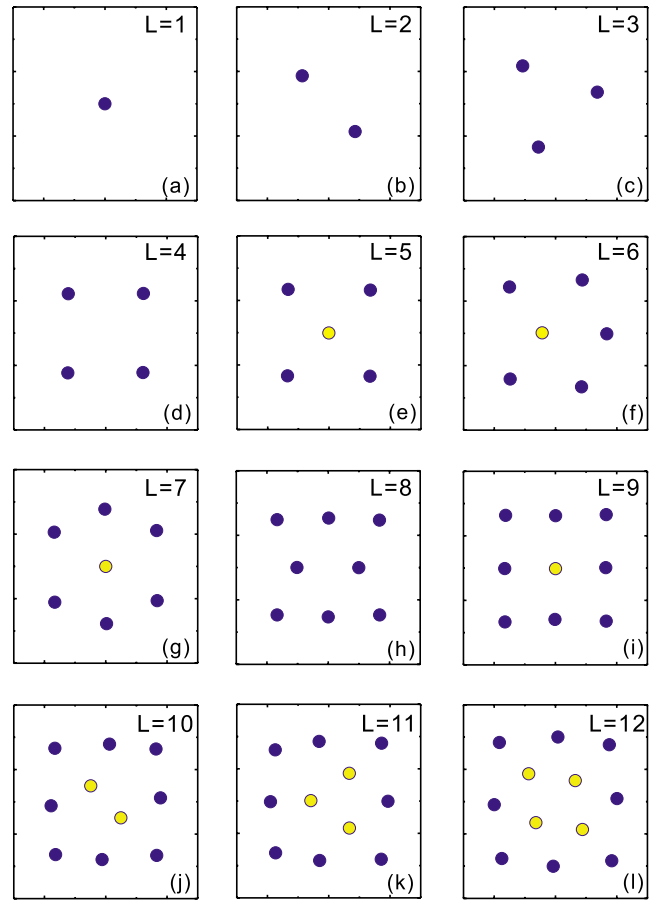 L=1
(a)
L=2
(b)
L=3
(c)
L=4
(d)
L=5
(e)
L=6
(f)
L=7
(g)
L=8
(h)
L=9
(i)
L=10
(j)
L=11
(k)
L=12
(l)